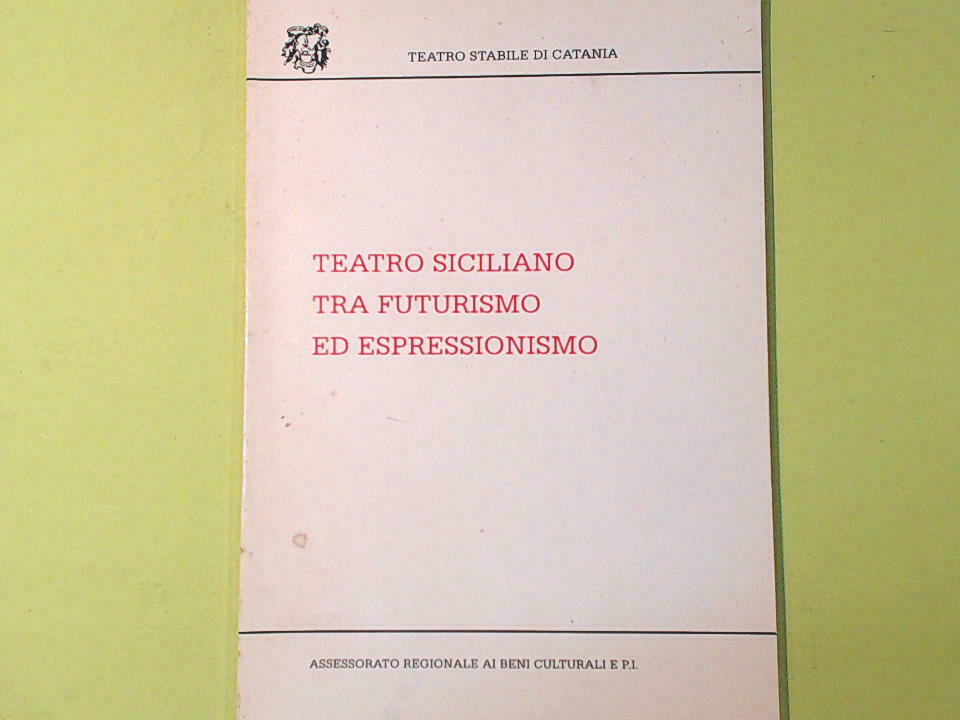 TEATRO STABILE DI CATANIA
TEATRO SICILIANO
TRA FUTURISMO
ED ESPRESSIONISMO
ASSESSORATO REGIONALE AI BENI CULTURALI E P.I.